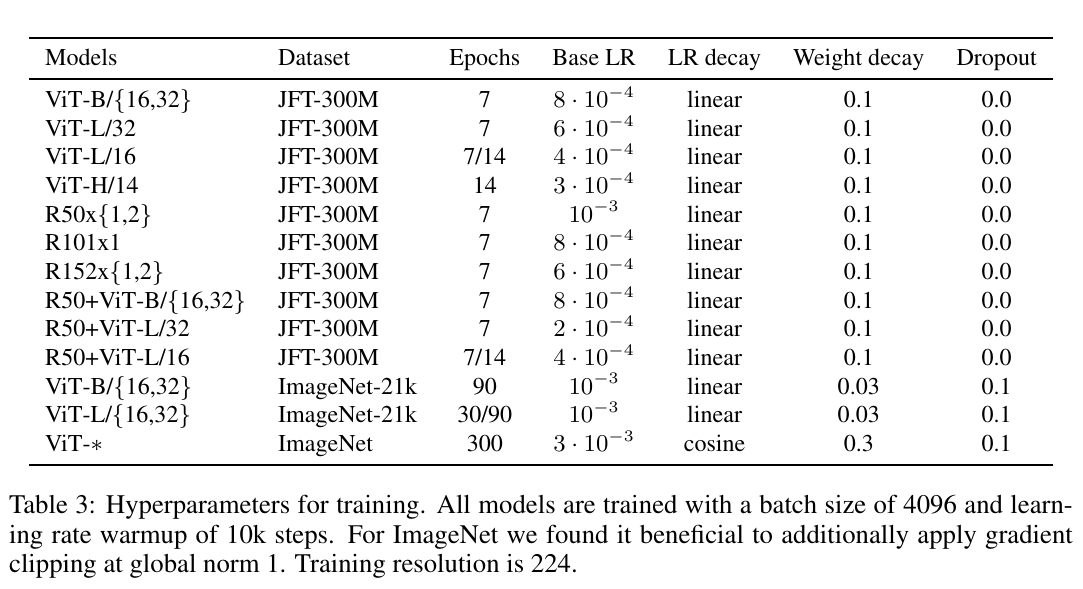 Models Dataset Epochs Base LR LR decay Weight decay Dropout
ViT-B/{16,32} JFT-300M 7 8 · 10⁻⁴ linear 0.1 0.0
ViT-L/32 JFT-300M 7 6 · 10⁻⁴ linear 0.1 0.0
ViT-L/16 JFT-300M 7/14 4 · 10⁻⁴ linear 0.1 0.0
ViT-H/14 JFT-300M 14 3 · 10⁻⁴ linear 0.1 0.0
R50x{1,2} JFT-300M 7 10⁻³ linear 0.1 0.0
R101x1 JFT-300M 7 8 · 10⁻⁴ linear 0.1 0.0
R152x{1,2} JFT-300M 7 6 · 10⁻⁴ linear 0.1 0.0
R50+ViT-B/{16,32} JFT-300M 7 8 · 10⁻⁴ linear 0.1 0.0
R50+ViT-L/32 JFT-300M 7 2 · 10⁻⁴ linear 0.1 0.0
R50+ViT-L/16 JFT-300M 7/14 4 · 10⁻⁴ linear 0.1 0.0
ViT-B/{16,32} ImageNet-21k 90 10⁻³ linear 0.03 0.1
ViT-L/{16,32} ImageNet-21k 30/90 10⁻³ linear 0.03 0.1
ViT-∗ ImageNet 300 3 · 10⁻³ cosine 0.3 0.1
Table 3: Hyperparameters for training. All models are trained with a batch size of 4096 and learn-
ing rate warmup of 10k steps. For ImageNet we found it beneficial to additionally apply gradient
clipping at global norm 1. Training resolution is 224.